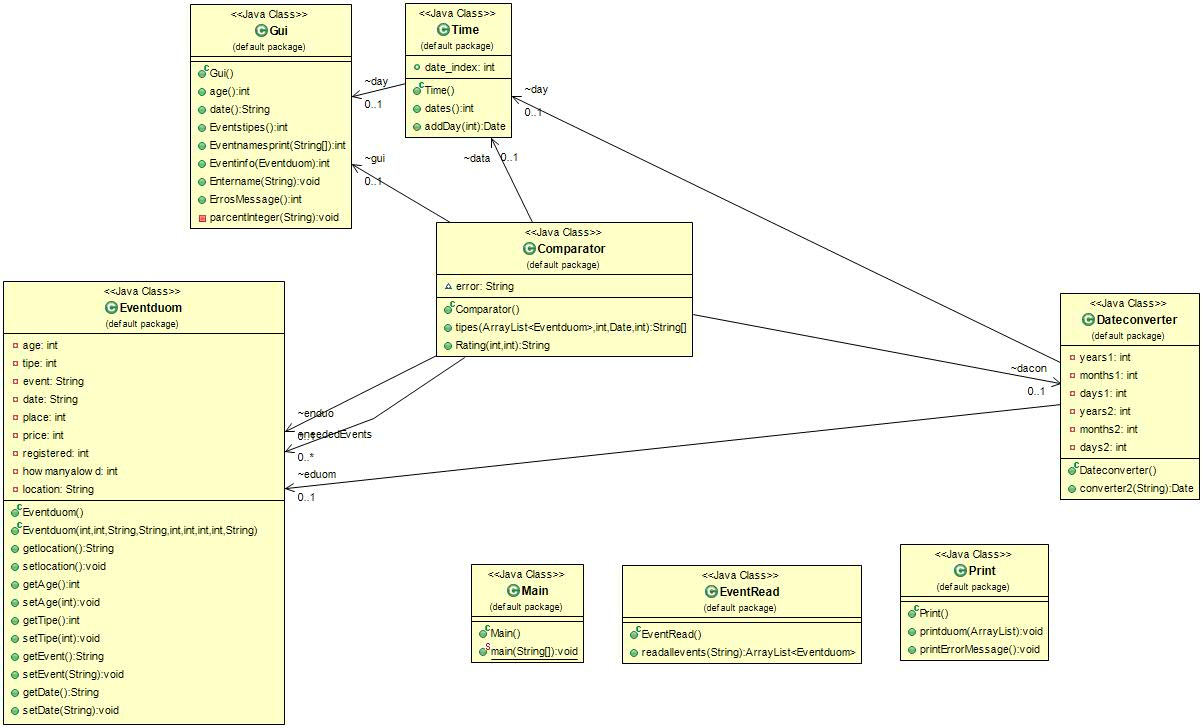 <<Java Class>>
Gui
(default package)
Gui()
age():int
date():String
Eventstipes():int
Eventnamesprint(String[]):int
Eventinfo(Eventduom):int
Entername(String):void
ErrosMessage():int
parcentInteger(String):void
<<Java Class>>
Time
(default package)
date_index: int
Time()
dates():int
addDay(int):Date
~day
0..1
~day
0..1
~gui
0..1
~data
0..1
<<Java Class>>
Comparator
(default package)
error: String
Comparator()
tipes(ArrayList<Eventduom>,int,Date,int):String[]
Rating(int,int):String
<<Java Class>>
Eventduom
(default package)
age: int
tipe: int
event: String
date: String
place: int
price: int
registered: int
howmanyalowd: int
location: String
Eventduom()
Eventduom(int,int,String,String,int,int,int,int,String)
getlocation():String
setlocation():void
getAge():int
setAge(int):void
getTipe():int
setTipe(int):void
getEvent():String
setEvent(String):void
getDate():String
setDate(String):void
~enduo
~neededEvents
0..*
~eduom
0..1
~dacon
0..1
<<Java Class>>
Dateconverter
(default package)
years1: int
months1: int
days1: int
years2: int
months2: int
days2: int
Dateconverter()
converter2(String):Date
<<Java Class>>
Main
(default package)
Main()
main(String[]):void
<<Java Class>>
EventRead
(default package)
EventRead()
readallevents(String):ArrayList<Eventduom>
<<Java Class>>
Print
(default package)
Print()
printduom(ArrayList):void
printErrorMessage():void